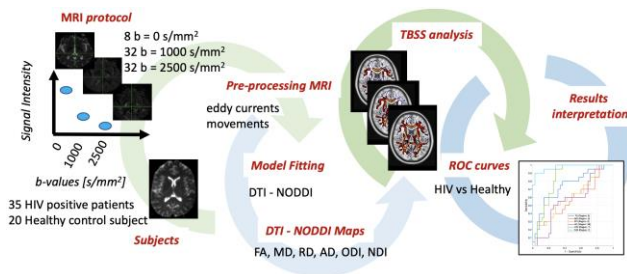 MRI protocol
8 b = 0 s/mm²
32 b = 1000 s/mm²
32 b = 2500 s/mm²
Signal Intensity
0
1000
2500
b-values [s/mm²]
35 HIV positive patients
20 Healthy control subject
Subjects
Pre-processing MRI
eddy currents
movements
Model Fitting
DTI - NODDI
DTI - NODDI Maps
FA, MD, RD, AD, ODI, NDI
TBSS analysis
ROC curves
HIV vs Healthy
Results
interpretation